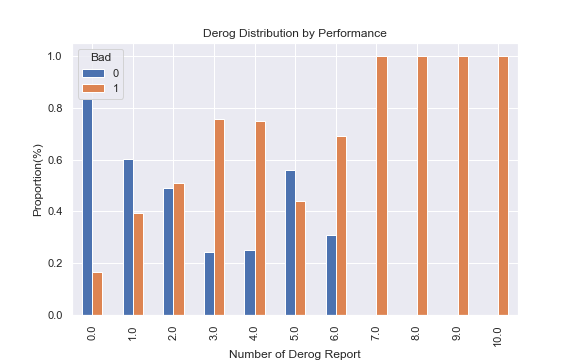 Derog Distribution by Performance
Bad
0
1
Proportion(%)
1.0
0.8
0.6
0.4
0.2
0.0
0.0 1.0 2.0 3.0 4.0 5.0 6.0 7.0 8.0 9.0 10.0
Number of Derog Report